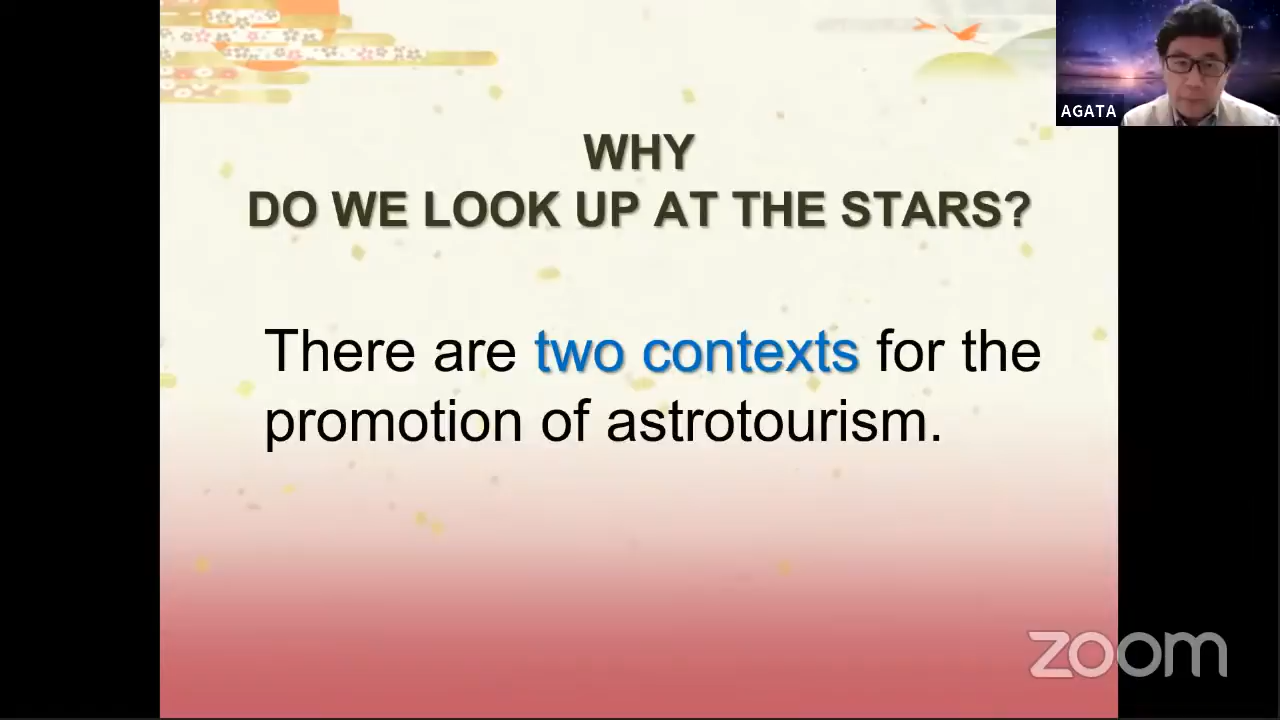 AGATA
WHY
DO WE LOOK UP AT THE STARS?
There are two contexts for the
promotion of astrotourism.
zoom